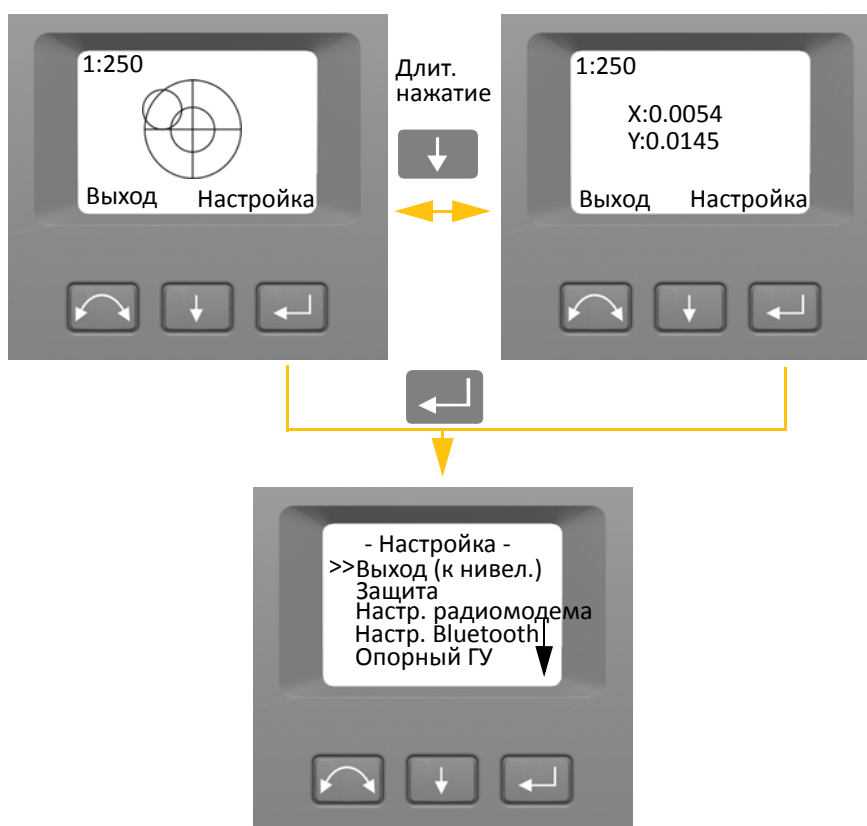 1:250
Выход Настройка
Длит.
нажатие
1:250
X:0.0054
Y:0.0145
Выход Настройка
- Настройка -
>>Выход (к нивел.)
Защита
Настр. радиомодема
Настр. Bluetooth
Опорный ГУ